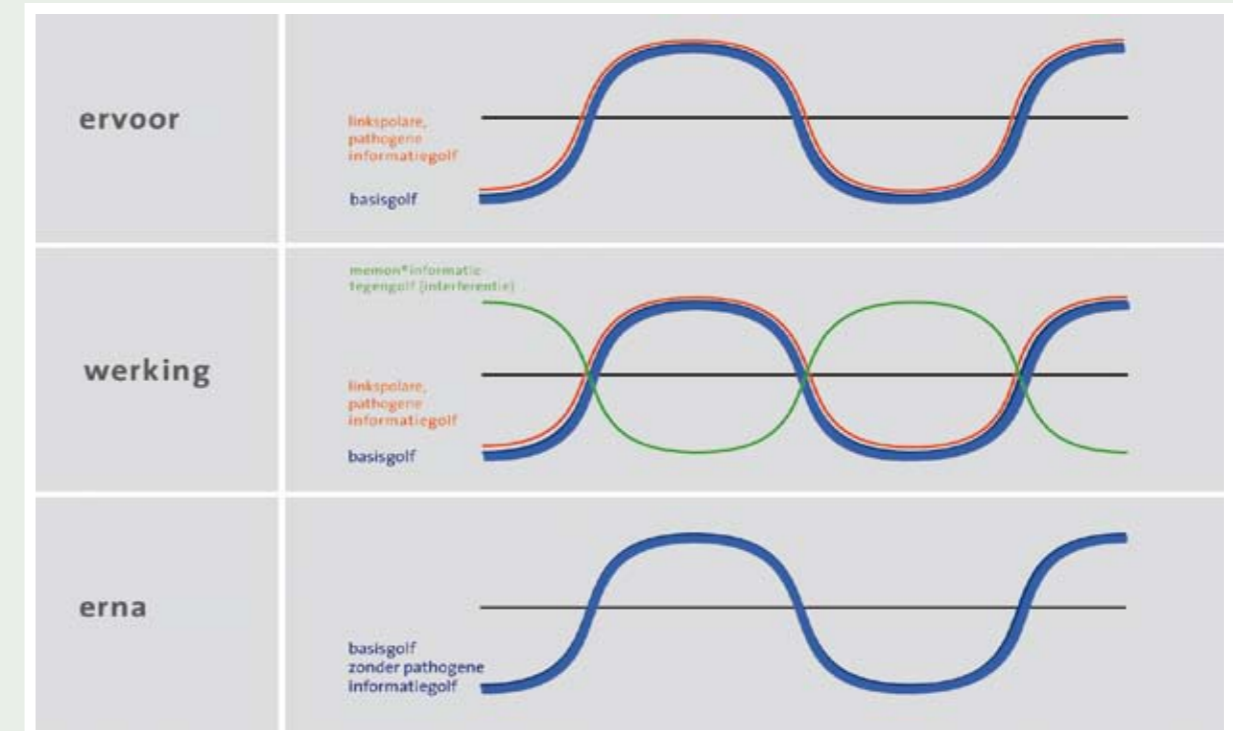 ervoor
linkspolare,
pathogene
informatiegolf
basisgolf
memon® informatie
tegengolf (interferentie)
werking
linkspolare,
pathogene
informatiegolf
basisgolf
erna
basisgolf
zonder pathogene
informatiegolf